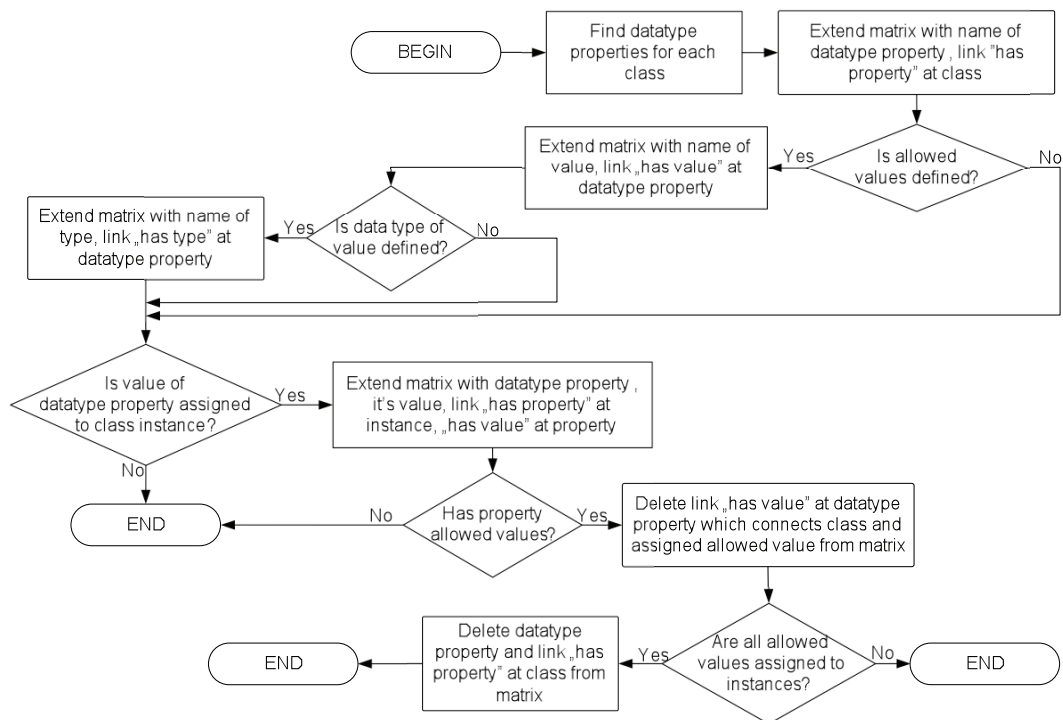 BEGIN
Find datatype
properties for each
class
Extend matrix with name of
datatype property , link "has
property" at class
Is allowed
values defined?
Yes
No
Extend matrix with name of
value, link „has value" at
datatype property
Is data type of
value defined?
Yes
No
Extend matrix with name of
type, link „has type" at
datatype property
Is value of
datatype property assigned
to class instance?
Yes
No
Extend matrix with datatype property ,
it's value, link „has property" at
instance, „has value" at property
END
Has property
allowed values?
No
Yes
Delete link „has value" at datatype
property which connects class and
assigned allowed value from matrix
Are all allowed
values assigned to
instances?
Yes
No
Delete datatype
property and link „has
property" at class from
matrix
END
END